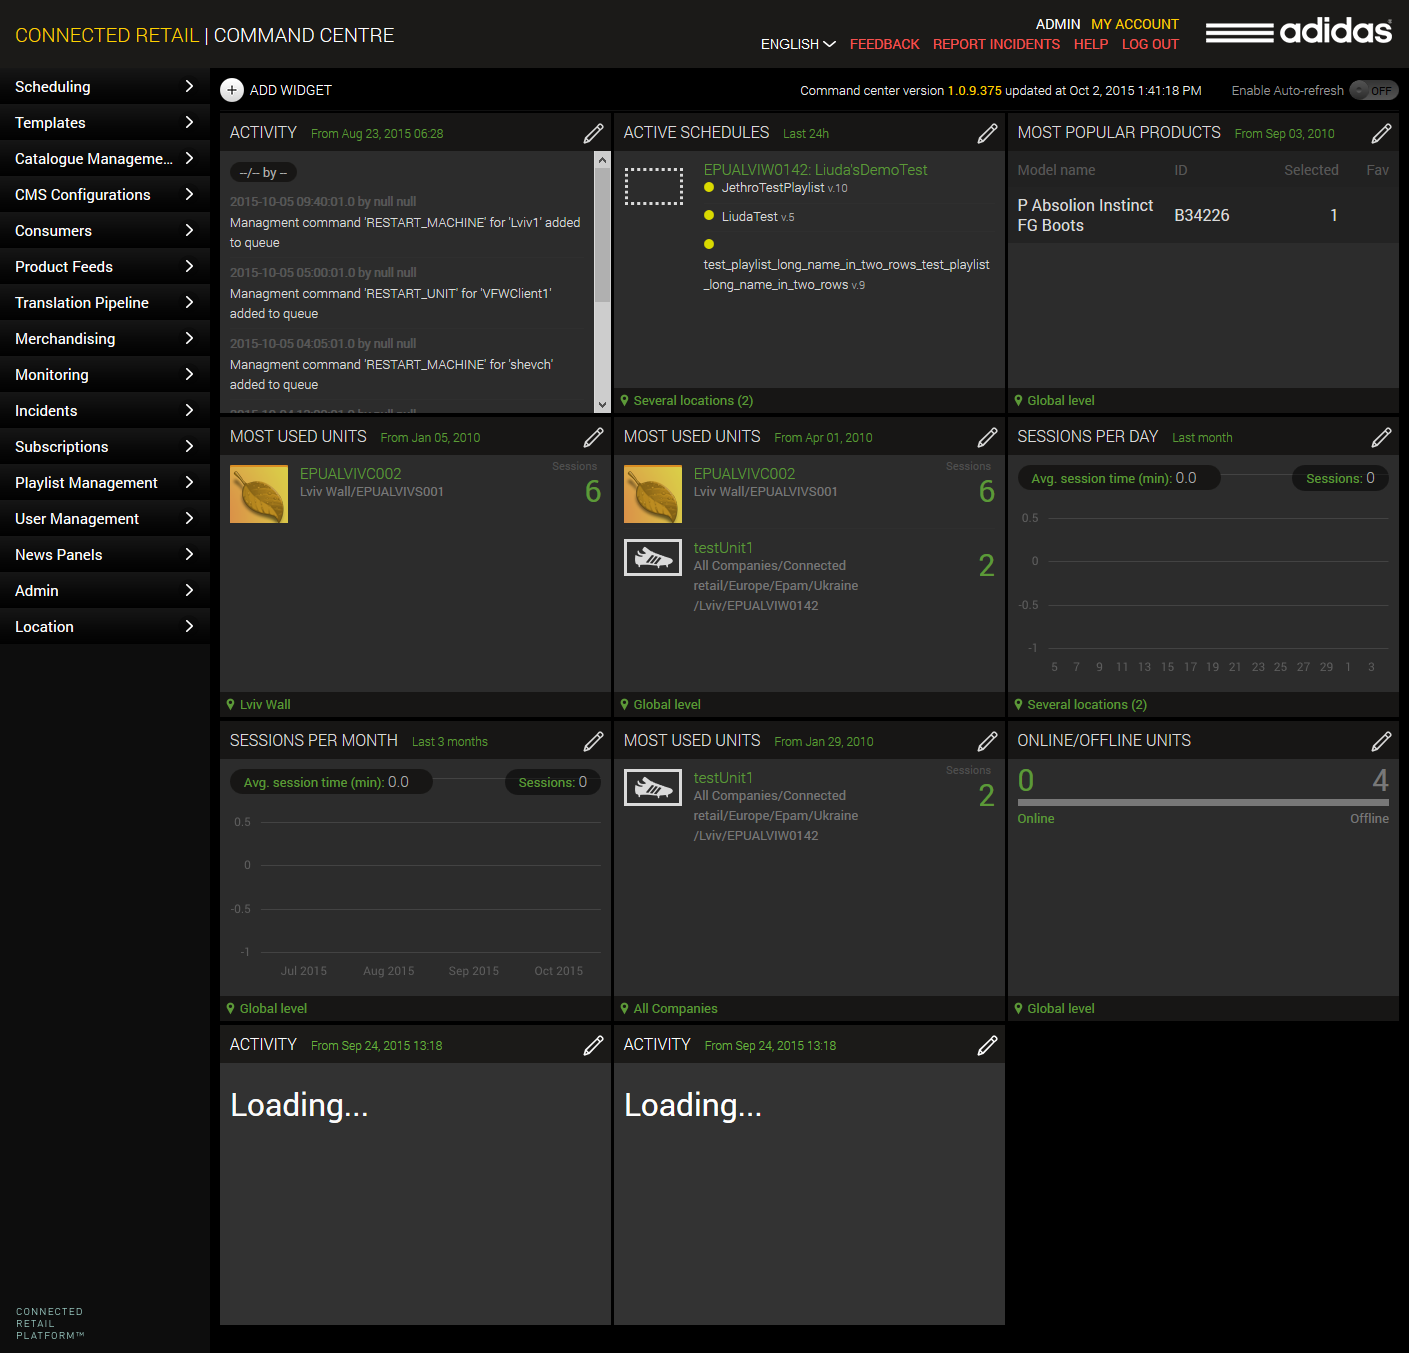 CONNECTED RETAIL | COMMAND CENTRE
ADMIN MY ACCOUNT
ENGLISH FEEDBACK REPORT INCIDENTS HELP LOG OUT
adidas
Scheduling
Templates
Catalogue Manageme...
CMS Configurations
Consumers
Product Feeds
Translation Pipeline
Merchandising
Monitoring
Incidents
Subscriptions
Playlist Management
User Management
News Panels
Admin
Location
CONNECTED
RETAIL
PLATFORM™
+ ADD WIDGET
Command center version 1.0.9.375 updated at Oct 2, 2015 1:41:18 PM
Enable Auto-refresh OFF
ACTIVITY From Aug 23, 2015 06:28
--/-- by --
2015-10-05 09:40:01.0 by null null
Managment command 'RESTART_MACHINE' for 'Lviv1' added
to queue
2015-10-05 05:00:01.0 by null null
Managment command 'RESTART_UNIT' for 'VFWClient1'
added to queue
2015-10-05 04:05:01.0 by null null
Managment command 'RESTART_MACHINE' for 'shevch'
added to queue
ACTIVE SCHEDULES Last 24h
EPUALVIW0142: Liuda'sDemoTest
JethroTestPlaylist v.10
LiudaTest v.5
test_playlist_long_name_in_two_rows_test_playlist
_long_name_in_two_rows v.9
Several locations (2)
MOST POPULAR PRODUCTS From Sep 03, 2010
Model name ID Selected Fav
P Absolion Instinct
FG Boots
B34226 1
Global level
MOST USED UNITS From Jan 05, 2010
Sessions
EPUALVIVC002
Lviv Wall/EPUALVIVS001
6
Lviv Wall
MOST USED UNITS From Apr 01, 2010
Sessions
EPUALVIVC002
Lviv Wall/EPUALVIVS001
6
testUnit1
All Companies/Connected
retail/Europe/Epam/Ukraine
/Lviv/EPUALVIW0142
2
Global level
SESSIONS PER DAY Last month
Avg. session time (min): 0.0 Sessions: 0
0.5
0
-0.5
-1
5 7 9 11 13 15 17 19 21 23 25 27 29 1 3
Several locations (2)
SESSIONS PER MONTH Last 3 months
Avg. session time (min): 0.0 Sessions: 0
0.5
0
-0.5
-1
Jul 2015 Aug 2015 Sep 2015 Oct 2015
Global level
MOST USED UNITS From Jan 29, 2010
Sessions
testUnit1
All Companies/Connected
retail/Europe/Epam/Ukraine
/Lviv/EPUALVIW0142
2
All Companies
ONLINE/OFFLINE UNITS
0 4
Online Offline
Global level
ACTIVITY From Sep 24, 2015 13:18
Loading...
ACTIVITY From Sep 24, 2015 13:18
Loading...